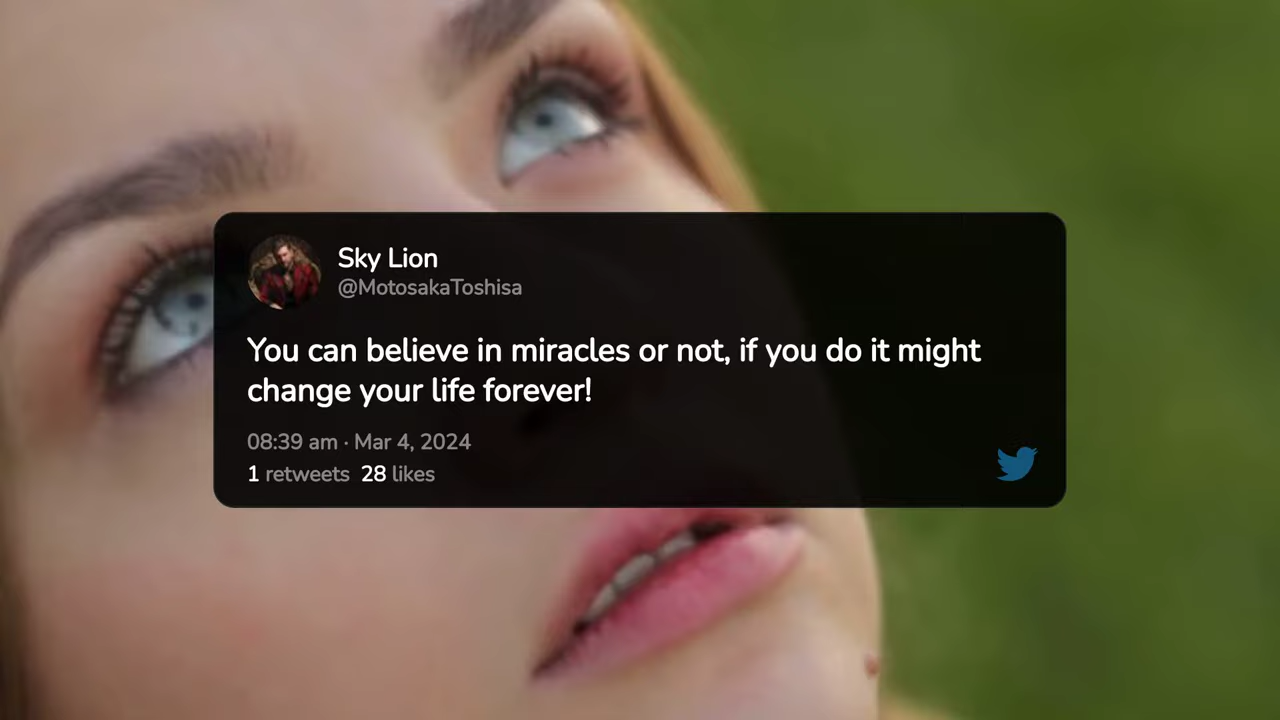 Sky Lion
@MotosakaToshisa
You can believe in miracles or not, if you do it might
change your life forever!
08:39 am · Mar 4, 2024
1 retweets 28 likes